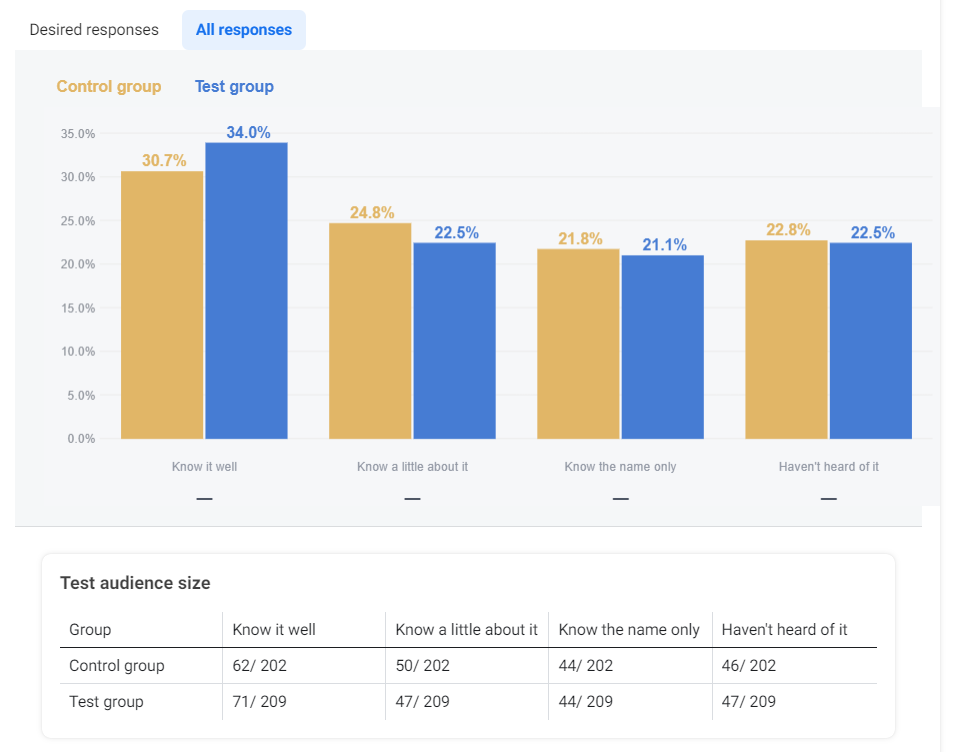 Desired responses All responses
Control group Test group
35.0%
30.0%
25.0%
20.0%
15.0%
10.0%
5.0%
0.0%
30.7% 34.0%
24.8% 22.5%
21.8% 21.1%
22.8% 22.5%
Know it well Know a little about it Know the name only Haven't heard of it
— — — —
Test audience size
Group Know it well Know a little about it Know the name only Haven't heard of it
Control group 62/ 202 50/ 202 44/ 202 46/ 202
Test group 71/ 209 47/ 209 44/ 209 47/ 209